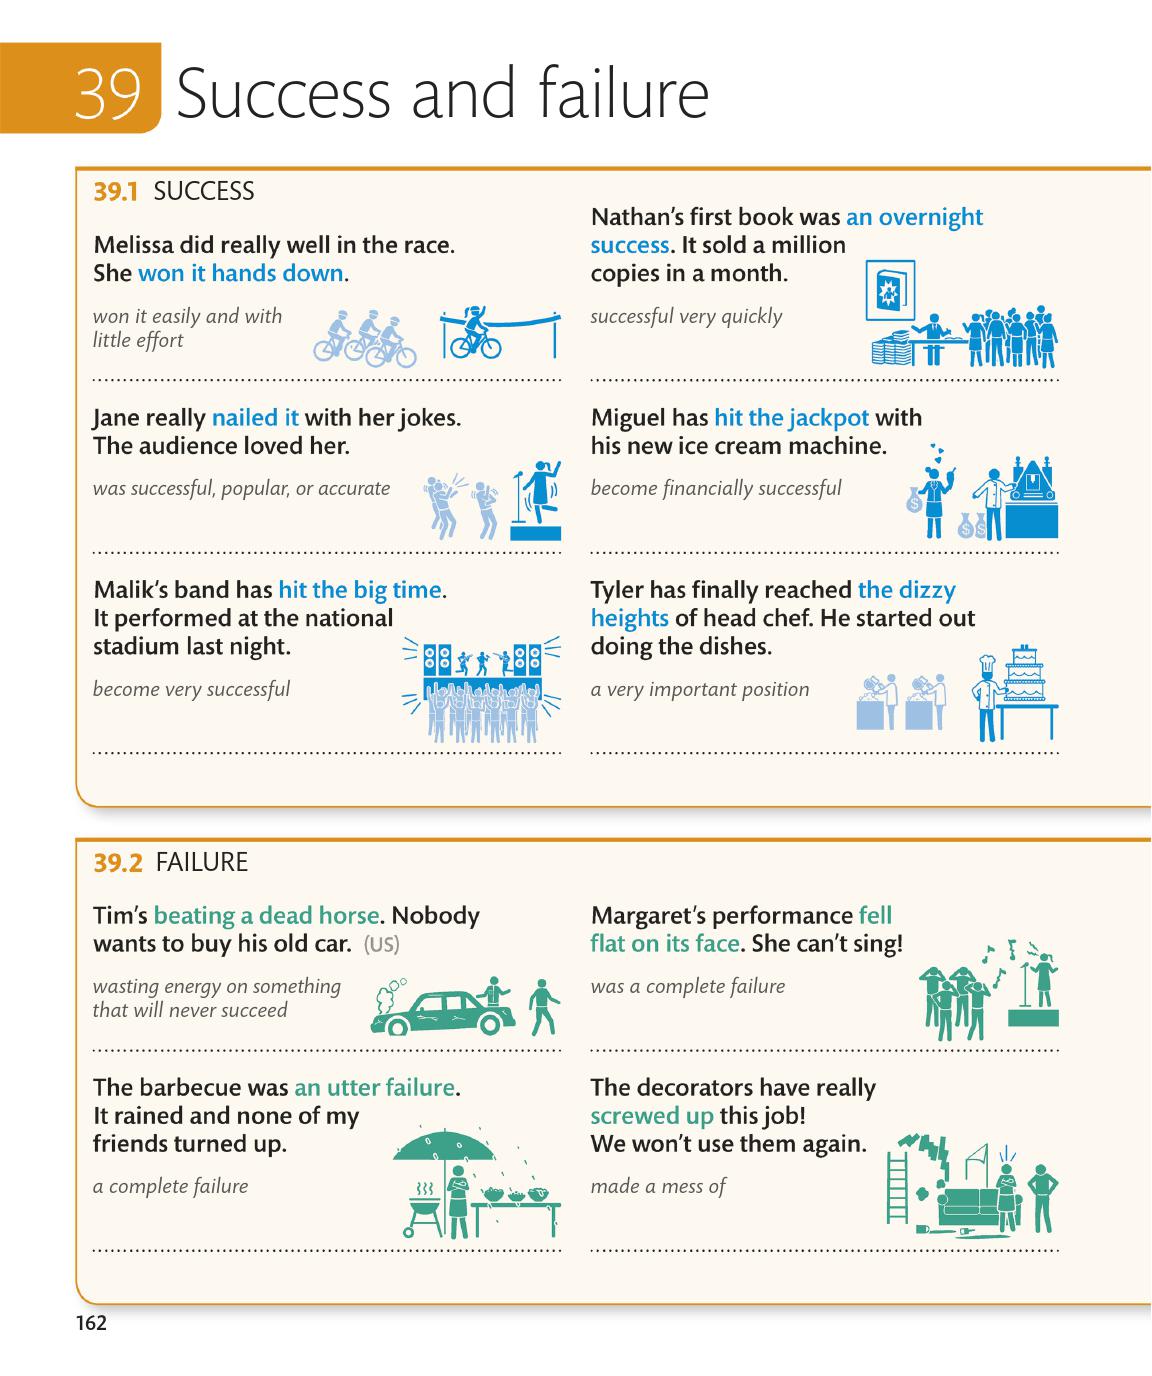 39 Success and failure
39.1 SUCCESS
Melissa did really well in the race.
She won it hands down.
won it easily and with
little effort
Nathan’s first book was an overnight
success. It sold a million
copies in a month.
successful very quickly
Jane really nailed it with her jokes.
The audience loved her.
was successful, popular, or accurate
Miguel has hit the jackpot with
his new ice cream machine.
become financially successful
$
$ $
Malik’s band has hit the big time.
It performed at the national
stadium last night.
become very successful
Tyler has finally reached the dizzy
heights of head chef. He started out
doing the dishes.
a very important position
39.2 FAILURE
Tim’s beating a dead horse. Nobody
wants to buy his old car. (US)
wasting energy on something
that will never succeed
Margaret’s performance fell
flat on its face. She can’t sing!
was a complete failure
The barbecue was an utter failure.
It rained and none of my
friends turned up.
a complete failure
The decorators have really
screwed up this job!
We won’t use them again.
made a mess of
162